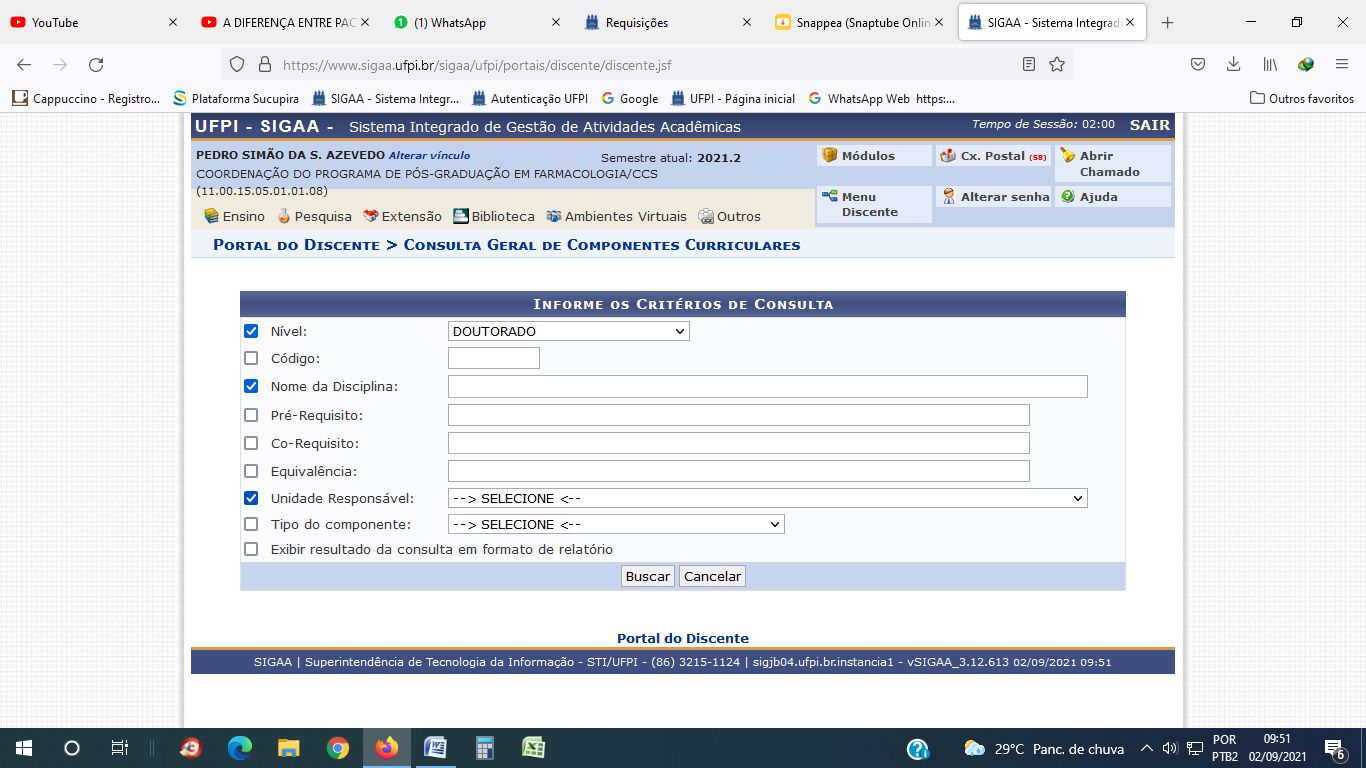 YouTube
A DIFERENÇA ENTRE PAC
(1) WhatsApp
Requisições
Snappea (Snaptube Onlin
SIGAA - Sistema Integrado
https://www.sigaa.ufpi.br/sigaa/ufpi/portais/discente/discente.jsf
Cappuccino - Registro...
Plataforma Sucupira
SIGAA - Sistema Integr...
Autenticação UFPI
Google
UFPI - Página inicial
WhatsApp Web https:...
Outros favoritos
UFPI - SIGAA - Sistema Integrado de Gestão de Atividades Acadêmicas
Tempo de Sessão: 02:00 SAIR
PEDRO SIMÃO DA S. AZEVEDO Alterar vínculo
Semestre atual: 2021.2
COORDENAÇÃO DO PROGRAMA DE PÓS-GRADUAÇÃO EM FARMACOLOGIA/CCS
(11.00.15.05.01.01.08)
Módulos
Cx. Postal (58)
Abrir
Chamado
Menu
Discente
Alterar senha
Ajuda
Ensino Pesquisa Extensão Biblioteca Ambientes Virtuais Outros
Portal do Discente > Consulta Geral de Componentes Curriculares
Informe os Critérios de Consulta
Nível: DOUTORADO
Código:
Nome da Disciplina:
Pré-Requisito:
Co-Requisito:
Equivalência:
Unidade Responsável: --> SELECIONE <--
Tipo do componente: --> SELECIONE <--
Exibir resultado da consulta em formato de relatório
Buscar Cancelar
Portal do Discente
SIGAA | Superintendência de Tecnologia da Informação - STI/UFPI - (86) 3215-1124 | sigjb04.ufpi.br.instancia1 - vSIGAA_3.12.613 02/09/2021 09:51
29°C Panc. de chuva
POR
PTB2
09:51
02/09/2021
6